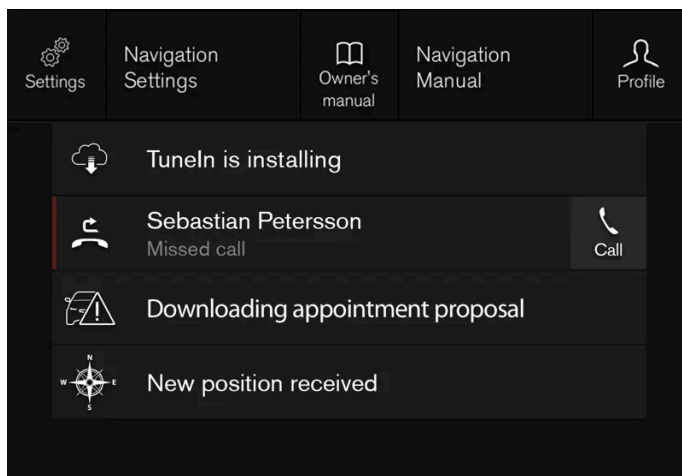 Settings
Navigation
Settings
Owner's
manual
Navigation
Manual
Profile
TuneIn is installing
Sebastian Petersson
Missed call
Call
Downloading appointment proposal
N
W
E
S
New position received